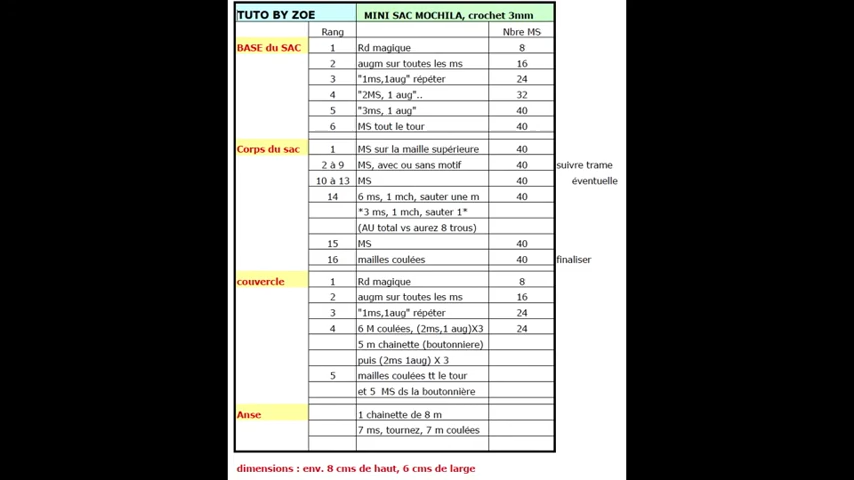 TUTO BY ZOE MINI SAC MOCHILA, crochet 3mm
Rang Nbre MS
BASE du SAC 1 Rd magique 8
2 augm sur toutes les ms 16
3 "1ms,1aug" répéter 24
4 "2MS, 1 aug".. 32
5 "3ms, 1 aug" 40
6 MS tout le tour 40
Corps du sac 1 MS sur la maille supérieure 40
2 à 9 MS, avec ou sans motif 40 suivre trame
10 à 13 MS 40 éventuelle
14 6 ms, 1 mch, sauter une m 40
*3 ms, 1 mch, sauter 1*
(AU total vs aurez 8 trous)
15 MS 40
16 mailles coulées 40 finaliser
couvercle 1 Rd magique 8
2 augm sur toutes les ms 16
3 "1ms,1aug" répéter 24
4 6 M coulées, (2ms,1 aug)X3 24
5 m chainette (boutonniere)
puis (2ms 1aug) X 3
5 mailles coulées tt le tour
et 5 MS ds la boutonnière
Anse 1 chainette de 8 m
7 ms, tournez, 7 m coulées
dimensions : env. 8 cms de haut, 6 cms de large